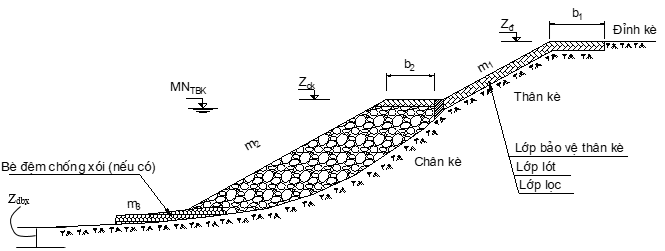 b1
Zđ
Đỉnh kè
b2
m1
MNTBK
Zck
Thân kè
m2
Chân kè
Lớp bảo vệ thân kè
Bè đệm chống xói (nếu có)
Lớp lót
Lớp lọc
m3
Zđbx